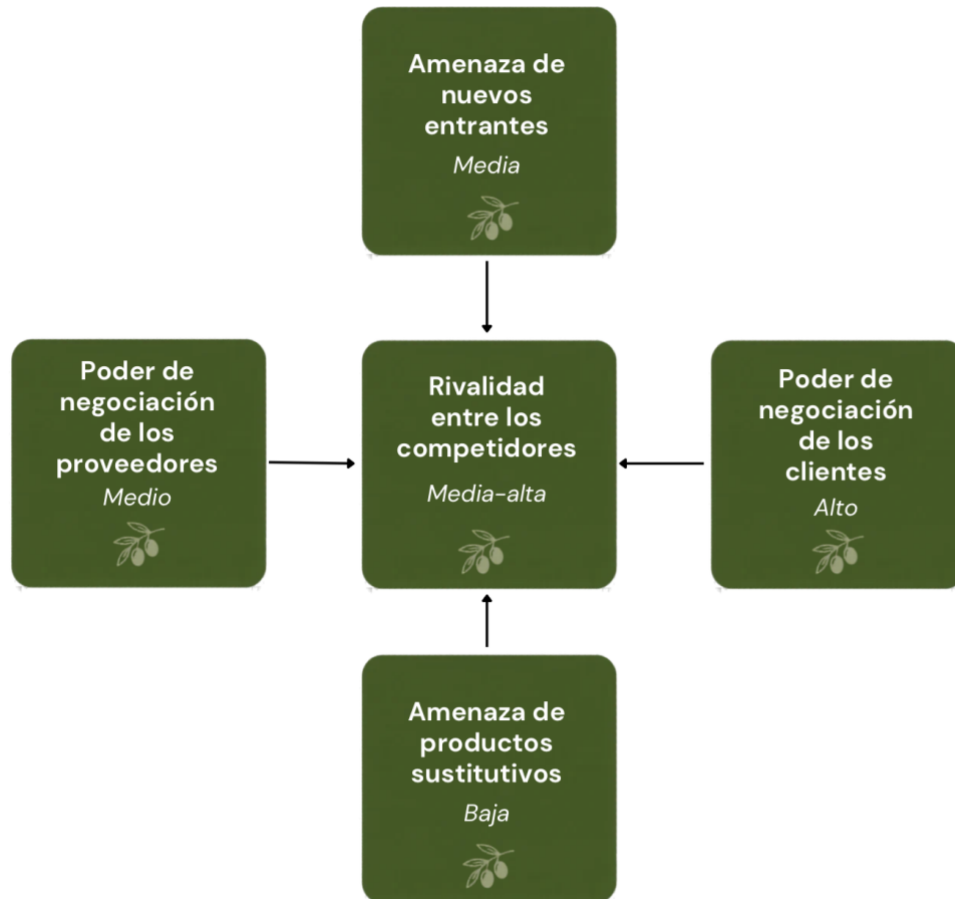 Amenaza de
nuevos
entrantes
Media
Poder de
negociación
de los
proveedores
Medio
Rivalidad
entre los
competidores
Media-alta
Poder de
negociación
de los
clientes
Alto
Amenaza de
productos
sustitutivos
Baja